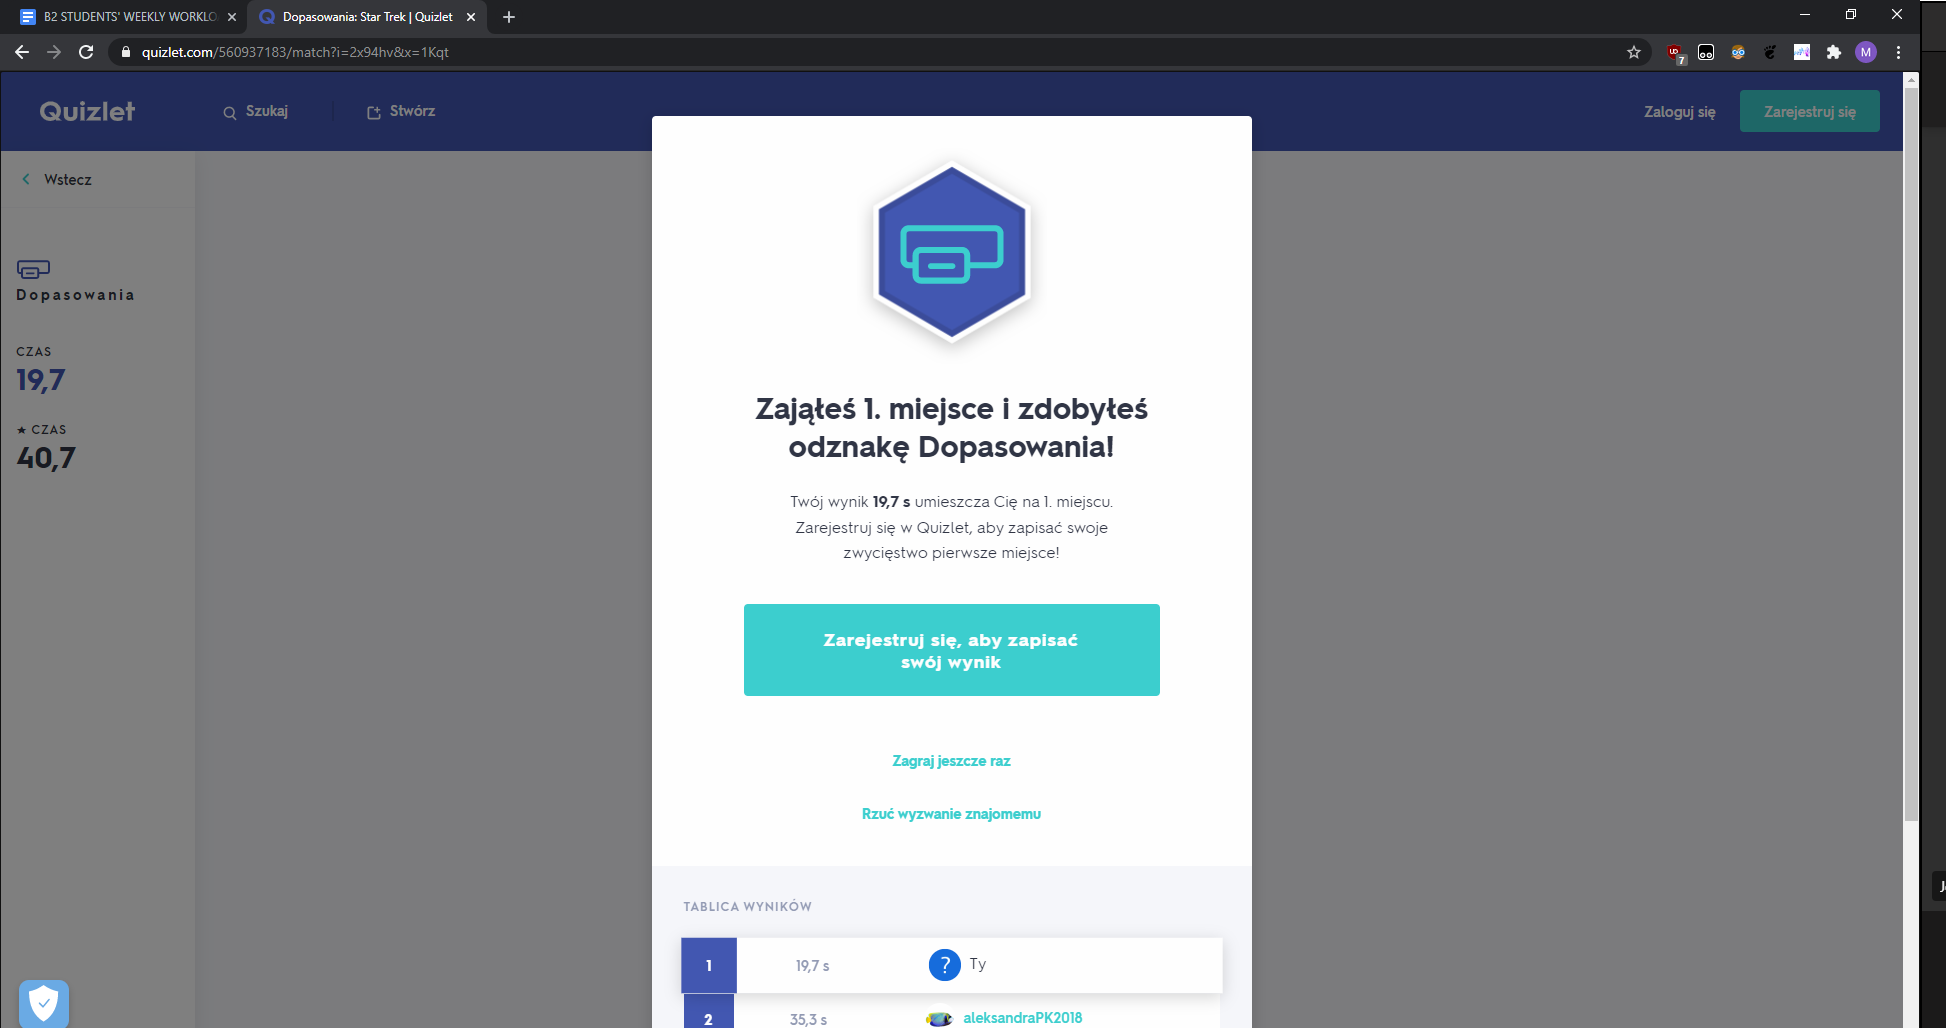 B2 STUDENTS' WEEKLY WORKLO
Dopasowania: Star Trek | Quizlet
quizlet.com/560937183/match?i=2x94hv&x=1Kqt
7
M
Quizlet
Szukaj
Stwórz
Zaloguj się
Zarejestruj się
Wstecz
Dopasowania
CZAS
19,7
★ CZAS
40,7
Zająłeś 1. miejsce i zdobyłeś
odznakę Dopasowania!
Twój wynik 19,7 s umieszcza Cię na 1. miejscu.
Zarejestruj się w Quizlet, aby zapisać swoje
zwycięstwo pierwsze miejsce!
Zarejestruj się, aby zapisać
swój wynik
Zagraj jeszcze raz
Rzuć wyzwanie znajomemu
TABLICA WYNIKÓW
1 19,7 s ? Ty
2 35,3 s aleksandraPK2018